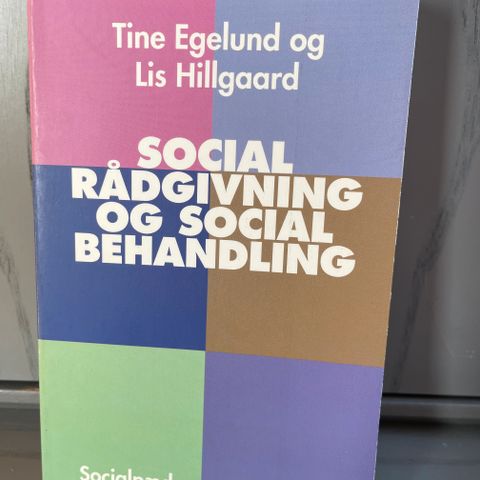 Tine Egelund og
Lis Hillgaard
SOCIAL
RÅDGIVNING
OG SOCIAL
BEHANDLING